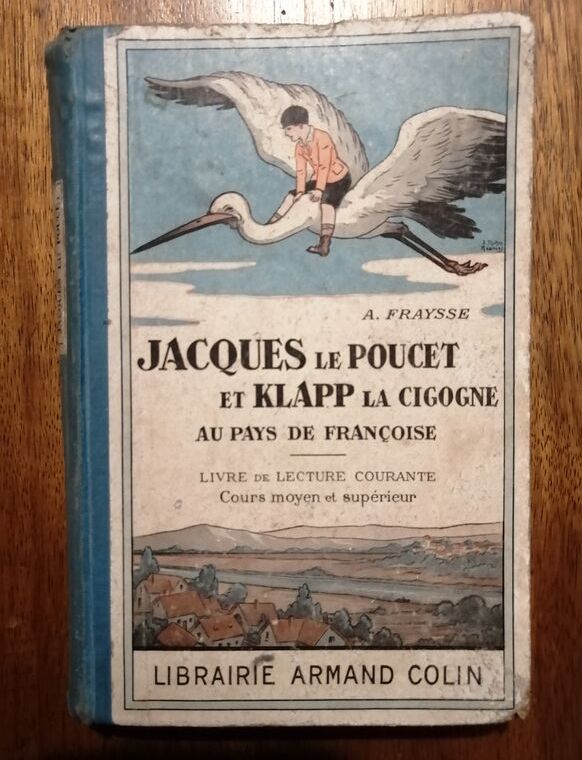 A. FRAYSSE
JACQUES LE POUCET
ET KLAPP LA CIGOGNE
AU PAYS DE FRANÇOISE
LIVRE DE LECTURE COURANTE
Cours moyen et supérieur
LIBRAIRIE ARMAND COLIN